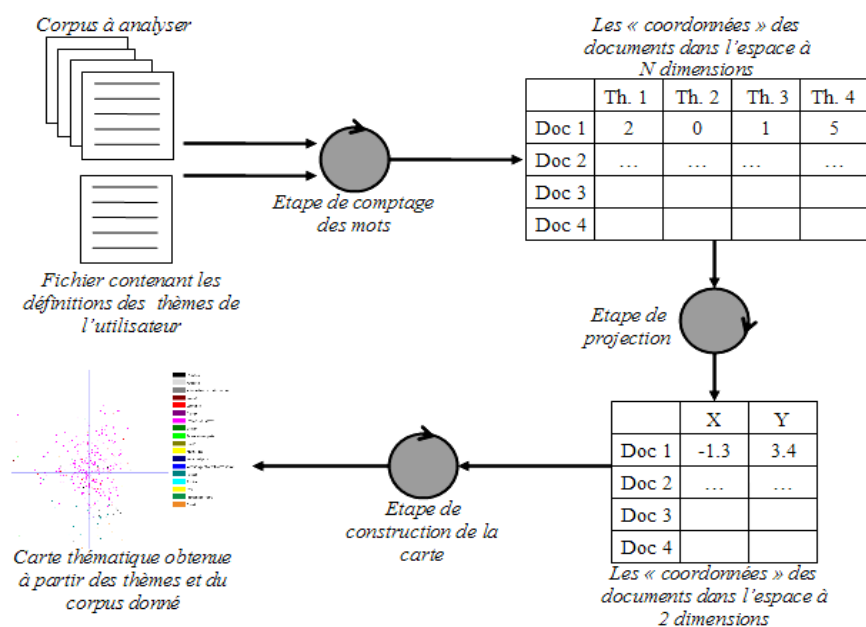 Corpus à analyser
Les « coordonnées » des
documents dans l'espace à
N dimensions
Th. 1 Th. 2 Th. 3 Th. 4
Doc 1 2 0 1 5
Doc 2 … … … …
Doc 3
Doc 4
Etape de comptage
des mots
Fichier contenant les
définitions des thèmes de
l'utilisateur
Etape de
projection
X Y
Doc 1 -1.3 3.4
Doc 2 … …
Doc 3
Doc 4
Etape de
construction de la
carte
Carte thématique obtenue
à partir des thèmes et du
corpus donné
Les « coordonnées » des
documents dans l'espace à
2 dimensions